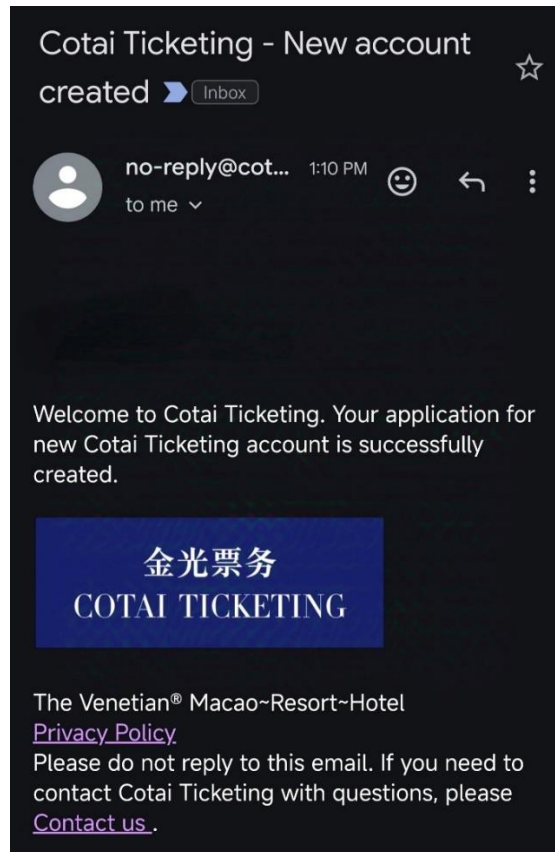 Cotai Ticketing - New account
created Inbox
no-reply@cot... 1:10 PM
to me
Welcome to Cotai Ticketing. Your application for
new Cotai Ticketing account is successfully
created.
金光票务
COTAI TICKETING
The Venetian® Macao~Resort~Hotel
Privacy Policy
Please do not reply to this email. If you need to
contact Cotai Ticketing with questions, please
Contact us .